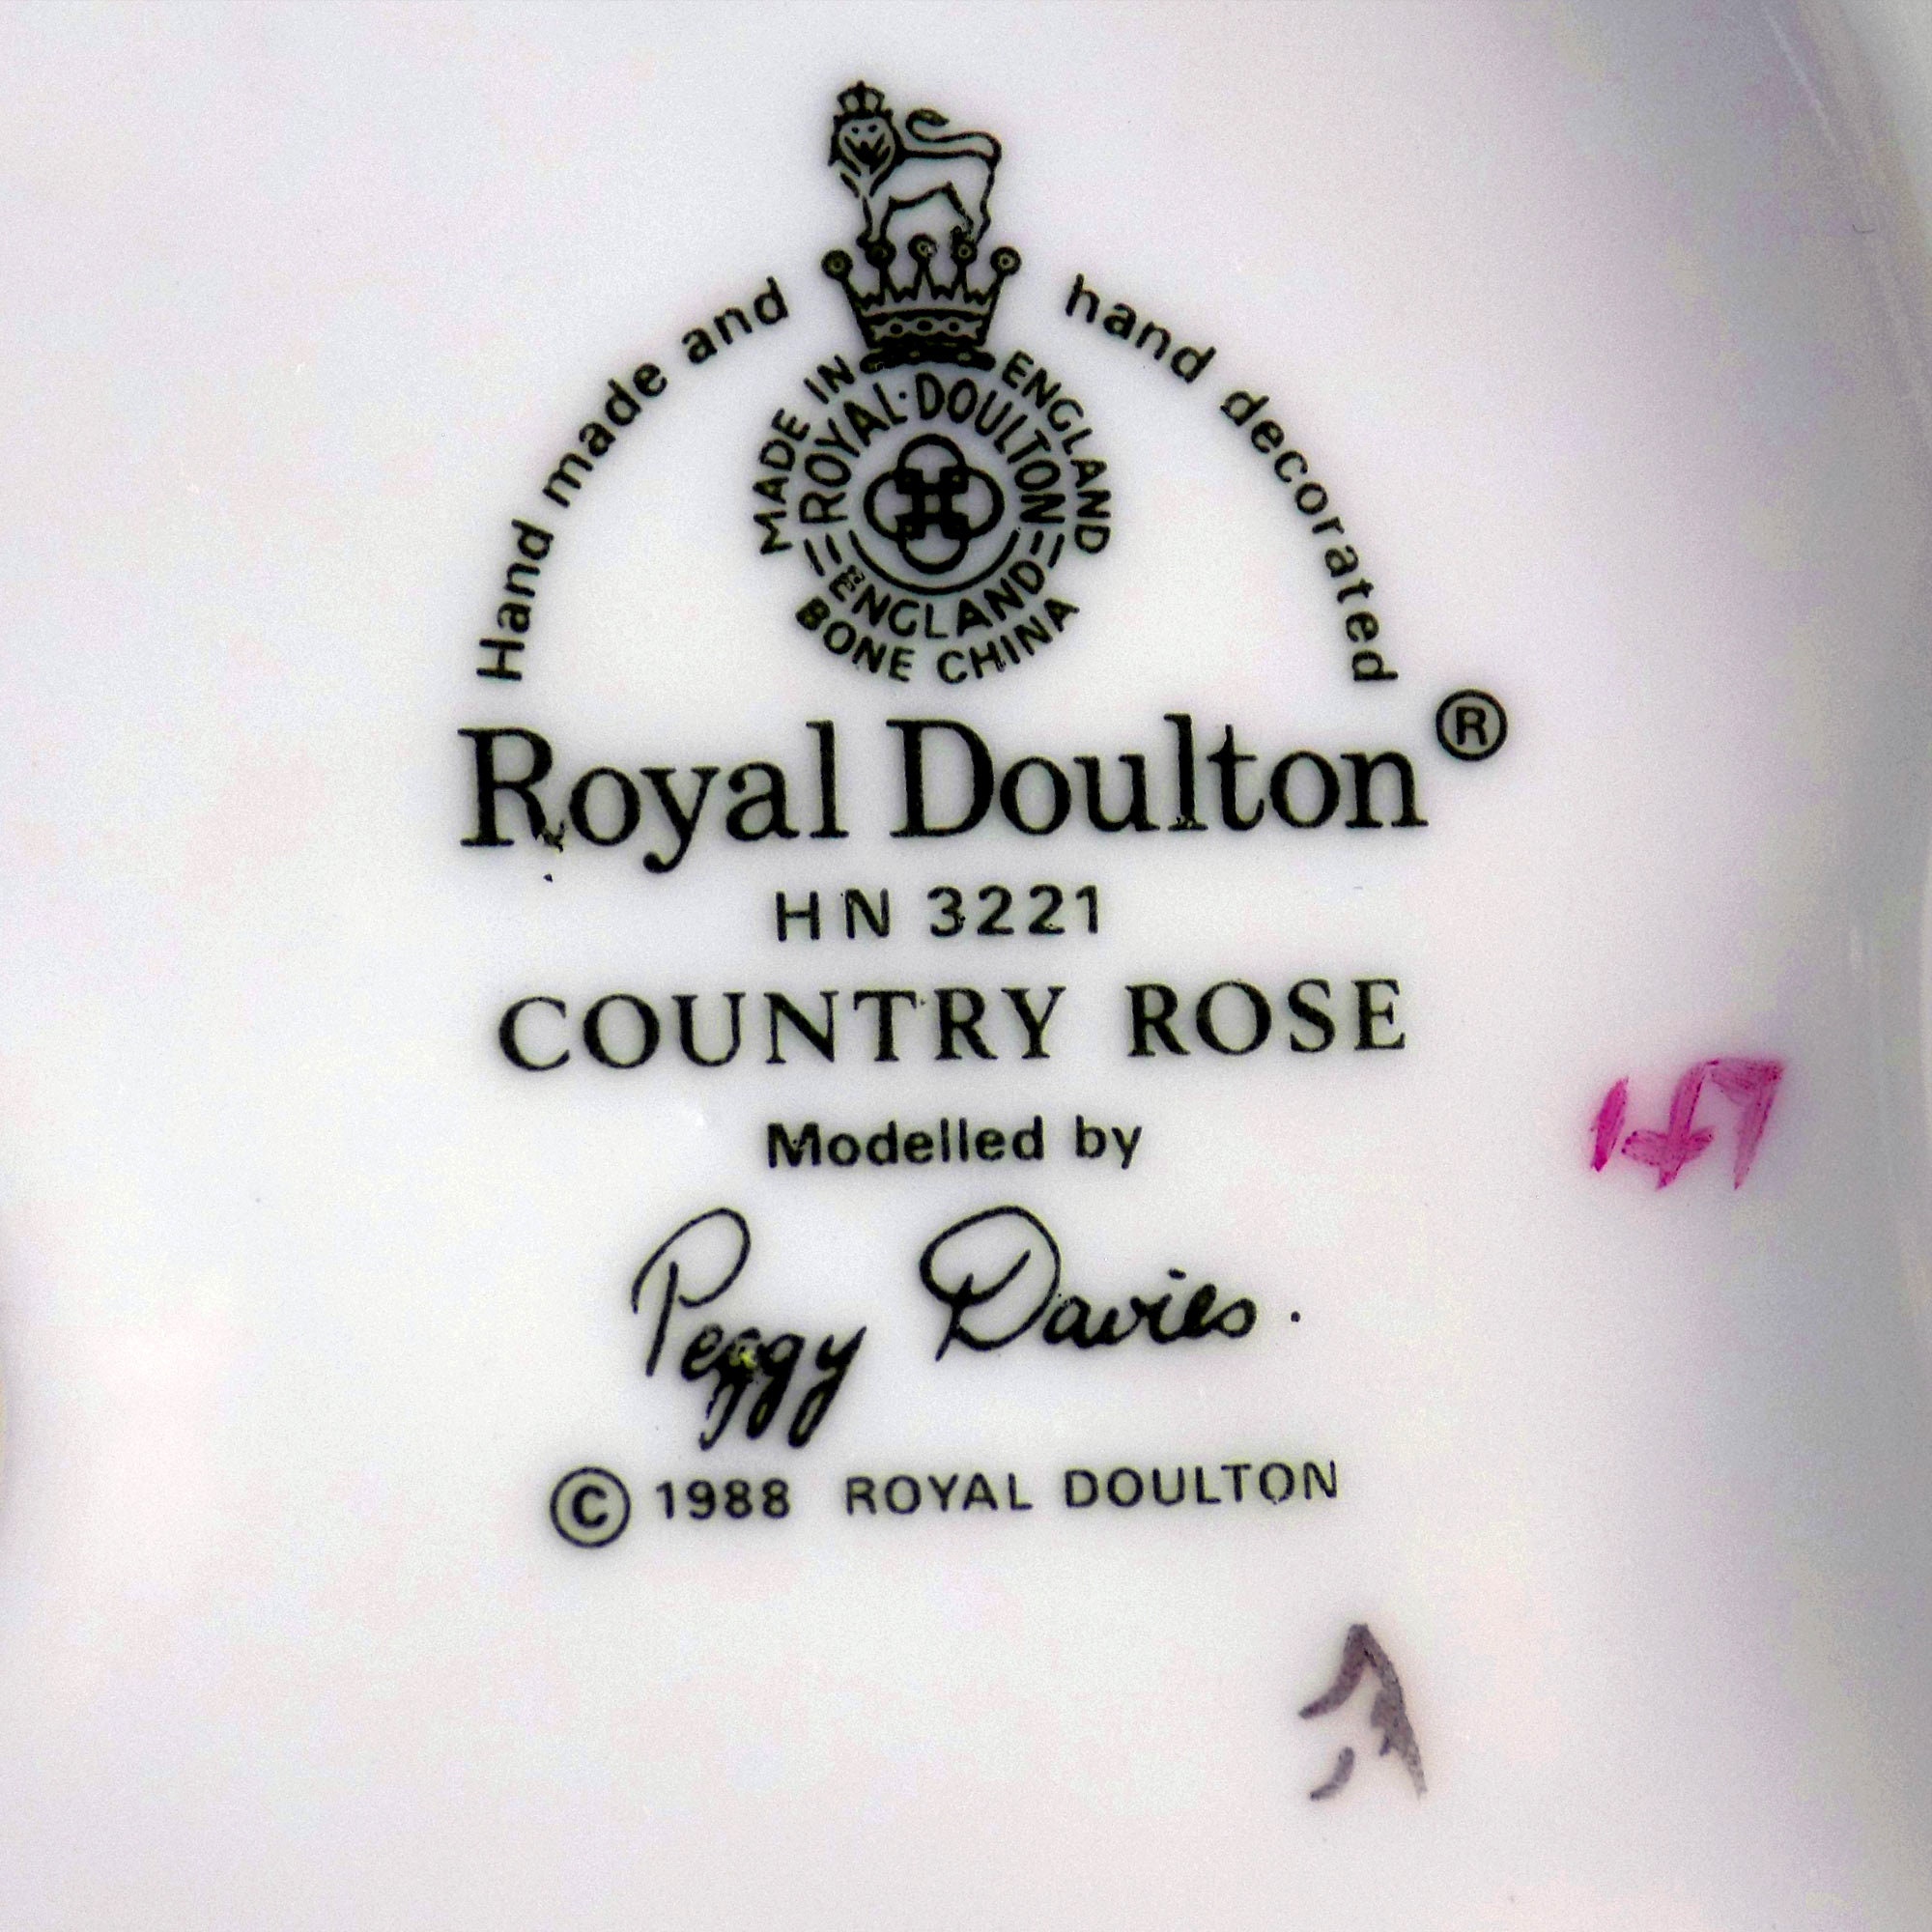 Hand made and hand decorated
MADE IN ENGLAND
ROYAL·DOULTON
ENGLAND
BONE CHINA
Royal Doulton®
HN 3221
COUNTRY ROSE
Modelled by
Peggy Davies.
© 1988 ROYAL DOULTON